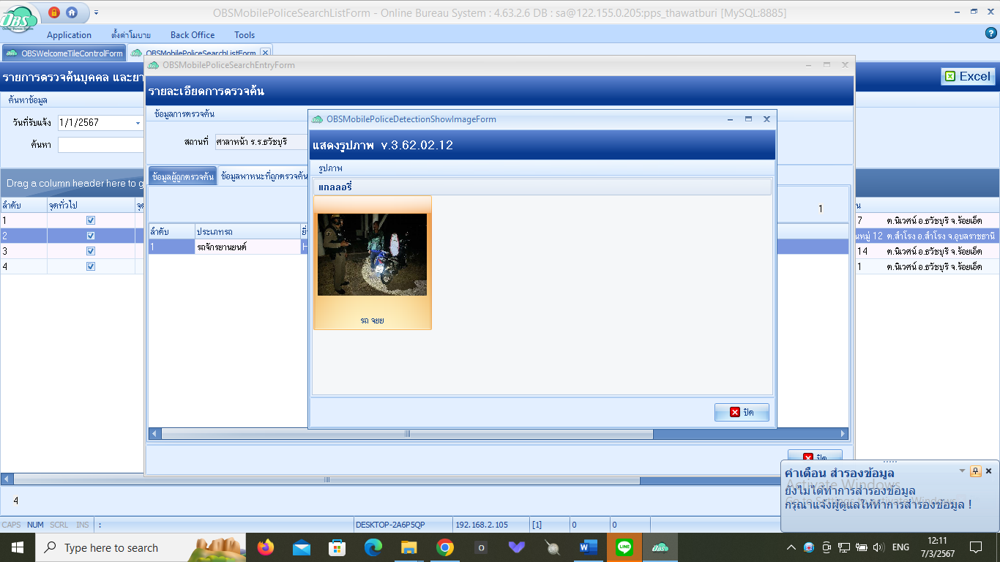 OBS
Online Bureau System
OBSMobilePoliceSearchListForm - Online Bureau System : 4.63.01.DB : sa@122.155.0.205:pps_thawatburi [MySQL:8885]
Application ตั้งค่าโมบาย Back Office Tools
OBSWelcomeTileControlForm OBSMobilePoliceSearchListForm
OBSMobilePoliceSearchEntryForm
รายการตรวจค้นบุคคล และยา
Excel
รายละเอียดการตรวจค้น
ค้นหาข้อมูล
ข้อมูลการตรวจค้น
วันที่รับแจ้ง 1/1/2567
ค้นหา
สถานที่ ศาลาหน้า ร.ร.ธวัชบุรี
OBSMobilePoliceDetectionShowImageForm
แสดงรูปภาพ v.3.62.02.12
รูปภาพ
แกลลอรี่
รถ จยย
ปิด
ข้อมูลผู้ถูกตรวจค้น ข้อมูลพาหนะที่ถูกตรวจค้น
1
ลำดับ ประเภทรถ
1 รถจักรยานยนต์
ปิด
Drag a column header here to g
ลำดับ จุดทั่วไป
1 7 ต.นิเวศน์ อ.ธวัชบุรี จ.ร้อยเอ็ด
2 นหมู่ 12 ต.สำโรง อ.สำโรง จ.อุบลราชธานี
3 14 ต.นิเวศน์ อ.ธวัชบุรี จ.ร้อยเอ็ด
4 1 ต.นิเวศน์ อ.ธวัชบุรี จ.ร้อยเอ็ด
4
คำเตือน สำรองข้อมูล
Activate Windows
ยังไม่ได้ทำการสำรองข้อมูล
Go to Settings to activate Windows.
กรุณาแจ้งผู้ดูแลให้ทำการสำรองข้อมูล !
CAPS NUM SCRL INS : DESKTOP-2A6P5QP 192.168.2.105 [1] 0 0
Type here to search
LINE
OBS
ENG
12:11
7/3/2567